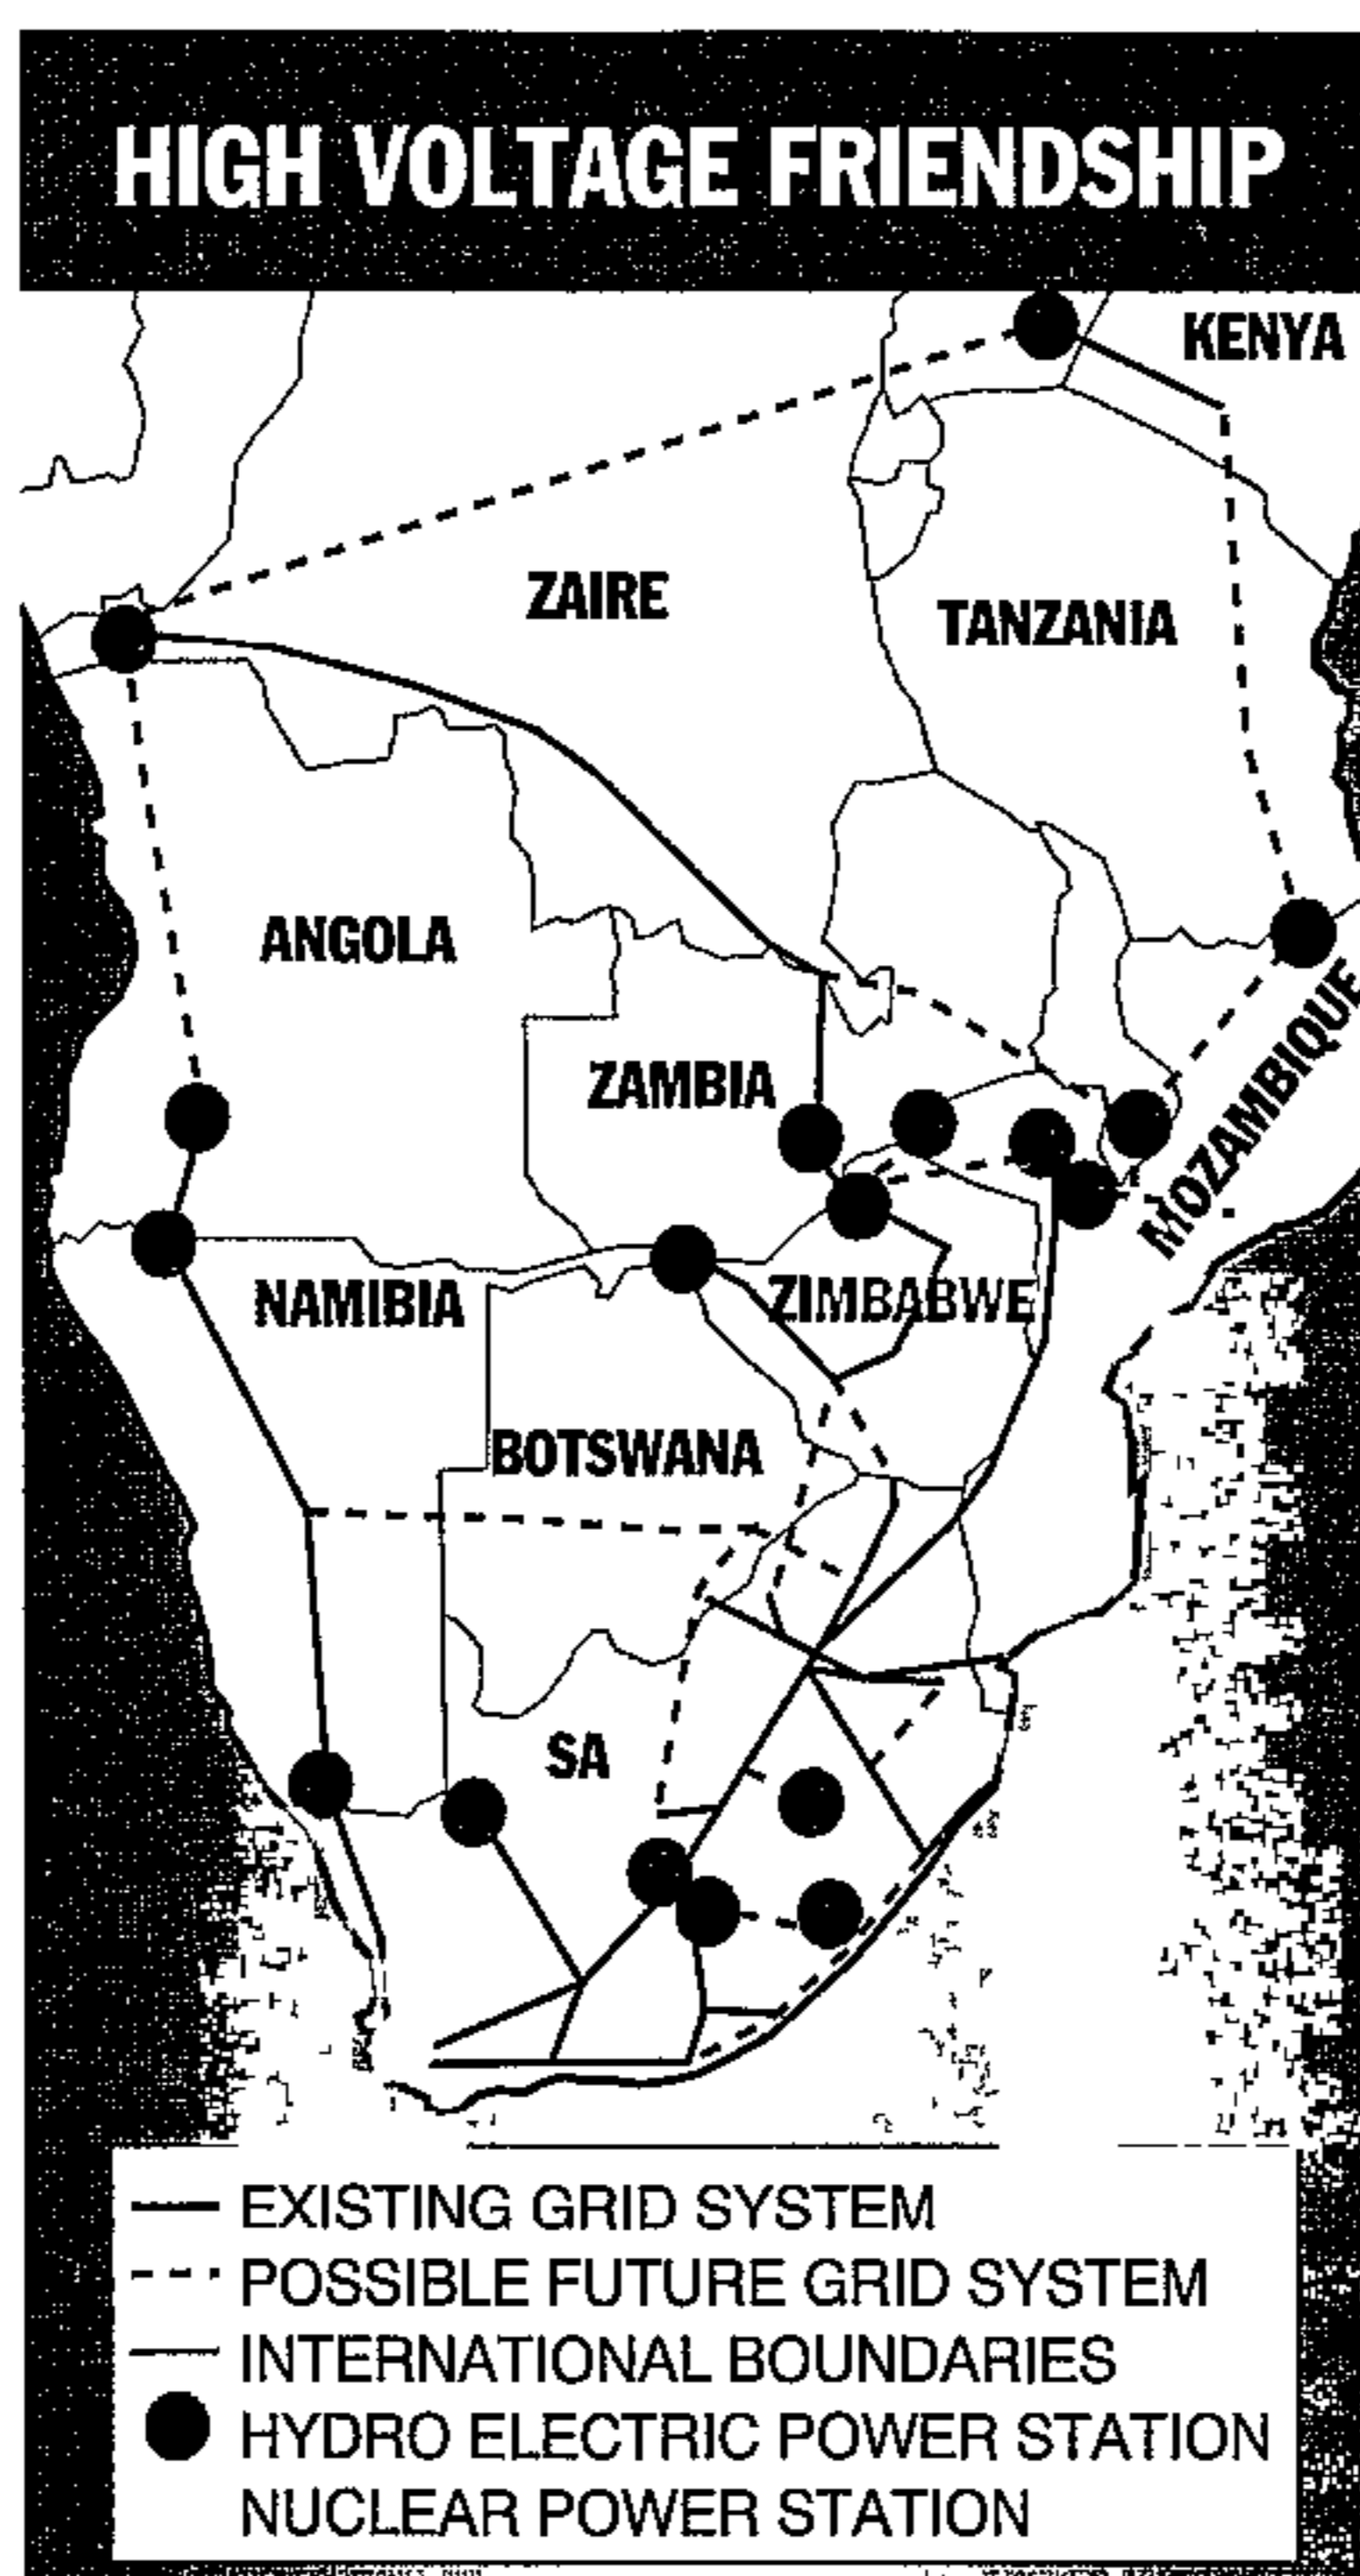 HIGH VOLTAGE FRIENDSHIP
KENYA
ZAIRE
TANZANIA
ANGOLA
ZAMBIA
MOZAMBIQUE
NAMIBIA
ZIMBABWE
BOTSWANA
SA
EXISTING GRID SYSTEM
POSSIBLE FUTURE GRID SYSTEM
INTERNATIONAL BOUNDARIES
HYDRO ELECTRIC POWER STATION
NUCLEAR POWER STATION